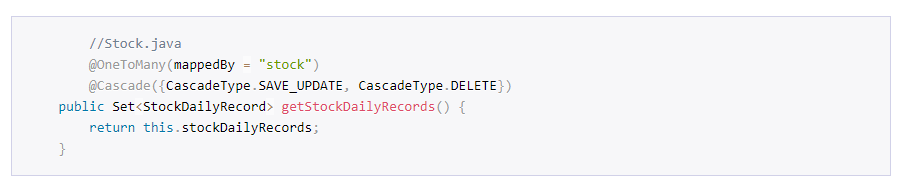 //Stock.java
@OneToMany(mappedBy = "stock")
@Cascade({CascadeType.SAVE_UPDATE, CascadeType.DELETE})
public Set<StockDailyRecord> getStockDailyRecords() {
return this.stockDailyRecords;
}